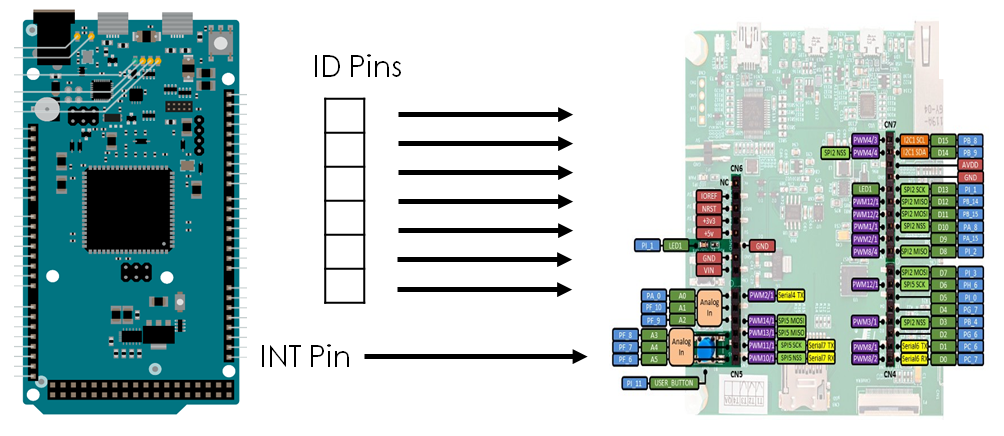 ID Pins
INT Pin
CN7
PWM4/3 I2C1 SCL D15 PB_8
SPI2 NSS PWM4/4 I2C1 SDA D14 PB_9
AVDD
GND
LED1 SPI2 SCK D13 PI_1
PWM12/1 SPI2 MISO D12 PB_14
PWM12/2 SPI2 MOSI D11 PB_15
PWM1/1 SPI2 NSS D10 PA_8
PWM2/1 D9 PA_15
PWM8/4 SPI2 MISO D8 PI_2
SPI2 MOSI D7 PI_3
PWM12/1 SPI5 SCK D6 PH_6
D5 PI_0
D4 PG_7
PWM3/1 SPI2 NSS D3 PB_4
D2 PG_6
PWM8/1 Serial6 TX D1 PC_6
PWM8/2 Serial6 RX D0 PC_7
CN4
CN6
NC
IOREF
NRST
+3v3
+5v
PI_1 LED1 GND
GND
VIN
PA_0 A0 Analog In PWM2/1 Serial4 TX
PF_10 A1
PF_9 A2 PWM14/1 SPI5 MOSI
PF_8 A3 Analog In PWM13/1 SPI5 MISO
PF_7 A4 PWM11/1 SPI5 SCK Serial7 TX
PF_6 A5 PWM10/1 SPI5 NSS Serial7 RX
CN5
PI_11 USER_BUTTON